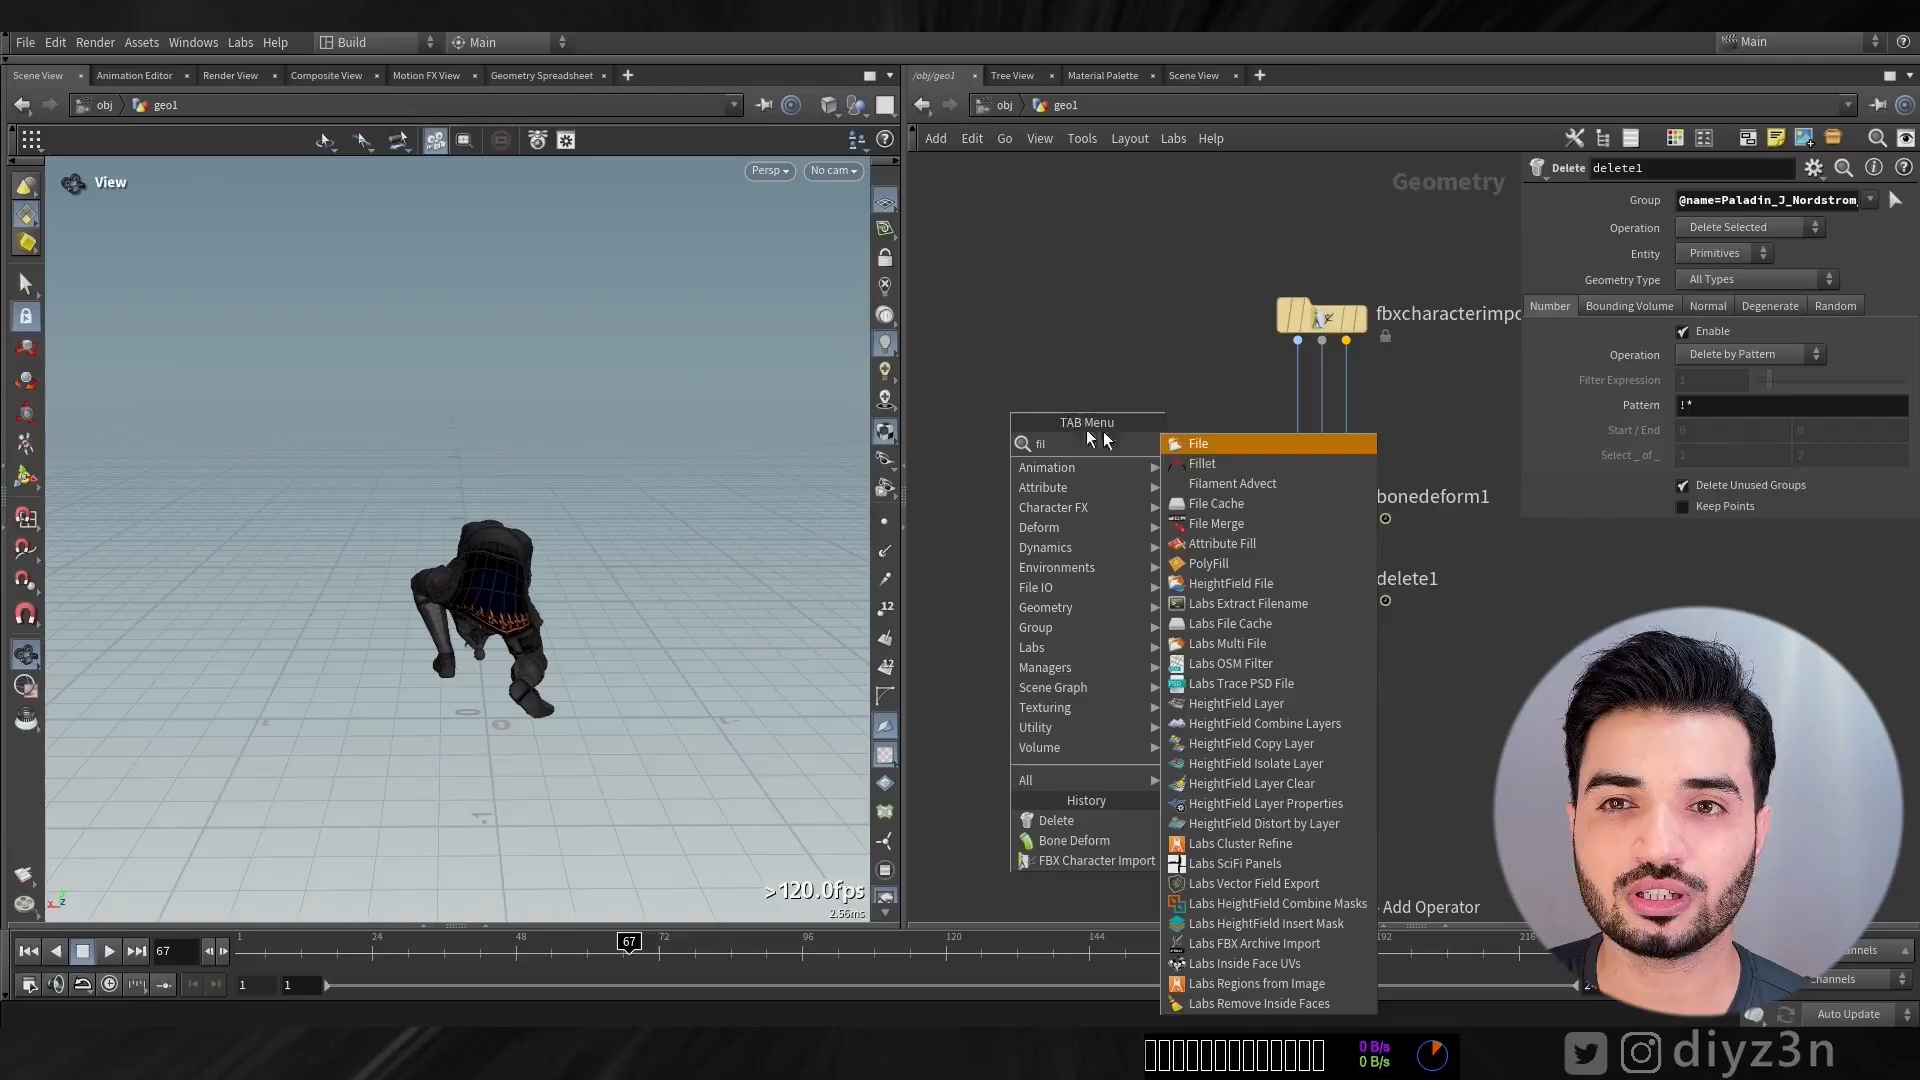 File Edit Render Assets Windows Labs Help Build Main Main
Scene View Animation Editor Render View Composite View Motion FX View Geometry Spreadsheet
/obj/geo1 Tree View Material Palette Scene View
obj geo1
obj geo1
Add Edit Go View Tools Layout Labs Help
View
Persp No cam
Geometry
Delete delete1
Group @name=Paladin_J_Nordstrom_
Operation Delete Selected
Entity Primitives
Geometry Type All Types
Number Bounding Volume Normal Degenerate Random
Enable
Operation Delete by Pattern
Filter Expression 1
Pattern !*
Start / End 0 0
Select _ of _ 1 2
Delete Unused Groups
Keep Points
fbxcharacterimpo
bonedeform1
delete1
TAB Menu
fil
Animation
Attribute
Character FX
Deform
Dynamics
Environments
File IO
Geometry
Group
Labs
Managers
Scene Graph
Texturing
Utility
Volume
All
History
Delete
Bone Deform
FBX Character Import
File
Fillet
Filament Advect
File Cache
File Merge
Attribute Fill
PolyFill
HeightField File
Labs Extract Filename
Labs File Cache
Labs Multi File
Labs OSM Filter
Labs Trace PSD File
HeightField Layer
HeightField Combine Layers
HeightField Copy Layer
HeightField Isolate Layer
HeightField Layer Clear
HeightField Layer Properties
HeightField Distort by Layer
Labs Cluster Refine
Labs SciFi Panels
Labs Vector Field Export
Labs HeightField Combine Masks
Labs HeightField Insert Mask
Labs FBX Archive Import
Labs Inside Face UVs
Labs Regions from Image
Labs Remove Inside Faces
Add Operator
12
12
>120.0fps
2.56ms
67 1 24 48 67 72 96 120 144 192 216
1 1
Auto Update
0 B/s
0 B/s
diyz3n